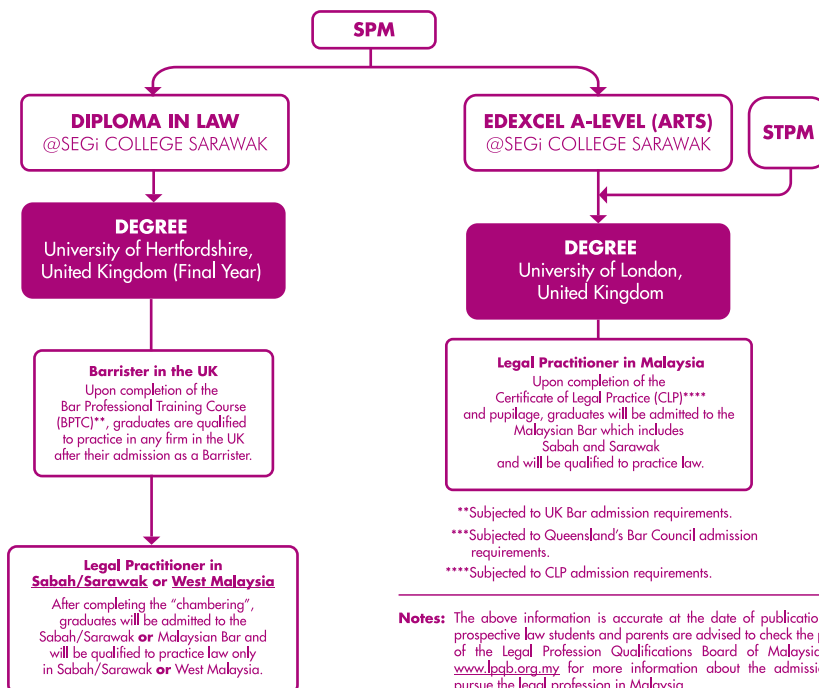 SPM
DIPLOMA IN LAW
@SEGi COLLEGE SARAWAK
EDEXCEL A-LEVEL (ARTS)
@SEGi COLLEGE SARAWAK
STPM
DEGREE
University of Hertfordshire,
United Kingdom (Final Year)
DEGREE
University of London,
United Kingdom
Barrister in the UK
Upon completion of the
Bar Professional Training Course
(BPTC)**, graduates are qualified
to practice in any firm in the UK
after their admission as a Barrister.
Legal Practitioner in Malaysia
Upon completion of the
Certificate of Legal Practice (CLP)****
and pupilage, graduates will be admitted to the
Malaysian Bar which includes
Sabah and Sarawak
and will be qualified to practice law.
Legal Practitioner in
Sabah/Sarawak or West Malaysia
After completing the “chambering”,
graduates will be admitted to the
Sabah/Sarawak or Malaysian Bar and
will be qualified to practice law only
in Sabah/Sarawak or West Malaysia.
**Subjected to UK Bar admission requirements.
***Subjected to Queensland's Bar Council admission
requirements.
****Subjected to CLP admission requirements.
Notes: The above information is accurate at the date of publication
prospective law students and parents are advised to check the
of the Legal Profession Qualifications Board of
www.lpqb.org.my for more information about the
pursue the legal profession in Malaysia